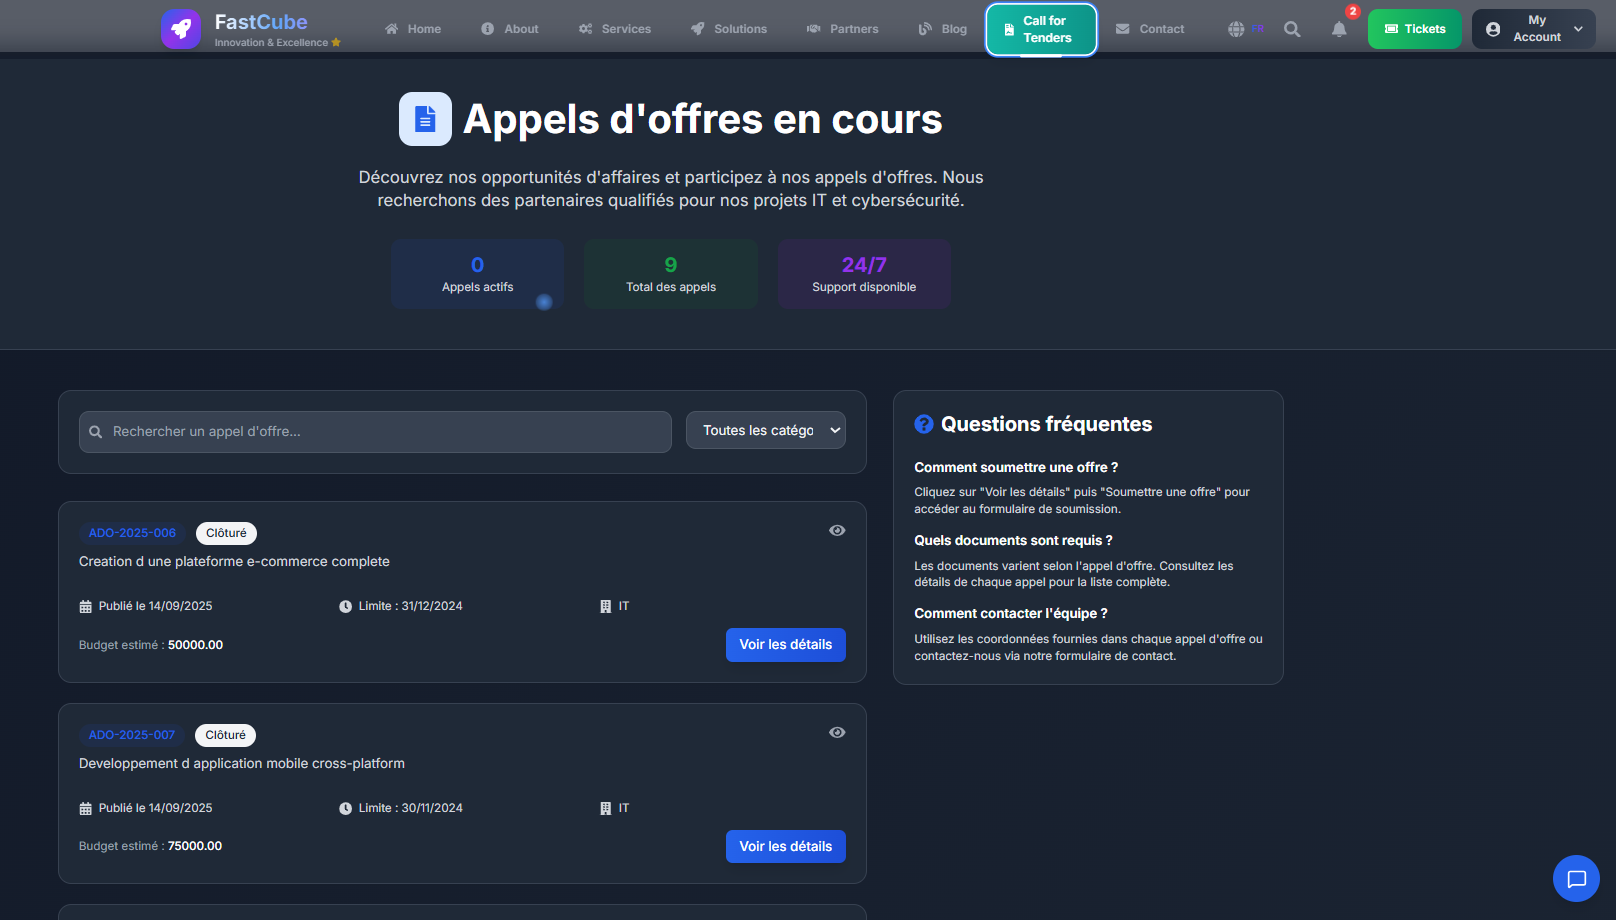 FastCube
Innovation & Excellence
Home
About
Services
Solutions
Partners
Blog
Call for
Tenders
Contact
2
Tickets
My
Account
Appels d'offres en cours
Découvrez nos opportunités d'affaires et participez à nos appels d'offres. Nous
recherchons des partenaires qualifiés pour nos projets IT et cybersécurité.
0
Appels actifs
9
Total des appels
24/7
Support disponible
Rechercher un appel d'offre...
Toutes les catégo
ADO-2025-006
Clôturé
Creation d une plateforme e-commerce complete
Publié le 14/09/2025
Limite : 31/12/2024
IT
Budget estimé : 50000.00
Voir les détails
ADO-2025-007
Clôturé
Developpement d application mobile cross-platform
Publié le 14/09/2025
Limite : 30/11/2024
IT
Budget estimé : 75000.00
Voir les détails
Questions fréquentes
Comment soumettre une offre ?
Cliquez sur "Voir les détails" puis "Soumettre une offre" pour
accéder au formulaire de soumission.
Quels documents sont requis ?
Les documents varient selon l'appel d'offre. Consultez les
détails de chaque appel pour la liste complète.
Comment contacter l'équipe ?
Utilisez les coordonnées fournies dans chaque appel d'offre ou
contactez-nous via notre formulaire de contact.